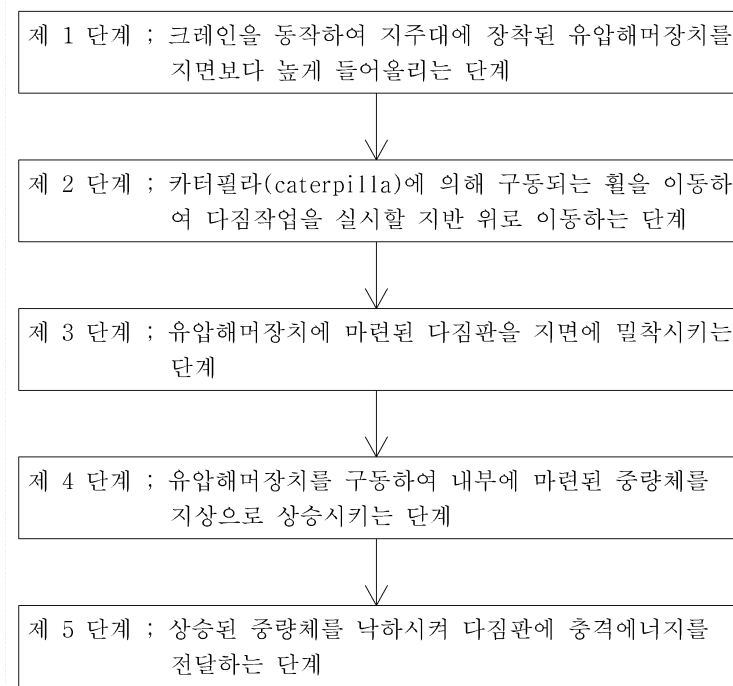 제 1 단계 ; 크레인을 동작하여 지주대에 장착된 유압해머장치를
지면보다 높게 들어올리는 단계
제 2 단계 ; 카터필라(caterpilla)에 의해 구동되는 휠을 이동하
여 다짐작업을 실시할 지반 위로 이동하는 단계
제 3 단계 ; 유압해머장치에 마련된 다짐판을 지면에 밀착시키는
단계
제 4 단계 ; 유압해머장치를 구동하여 내부에 마련된 중량체를
지상으로 상승시키는 단계
제 5 단계 ; 상승된 중량체를 낙하시켜 다짐판에 충격에너지를
전달하는 단계